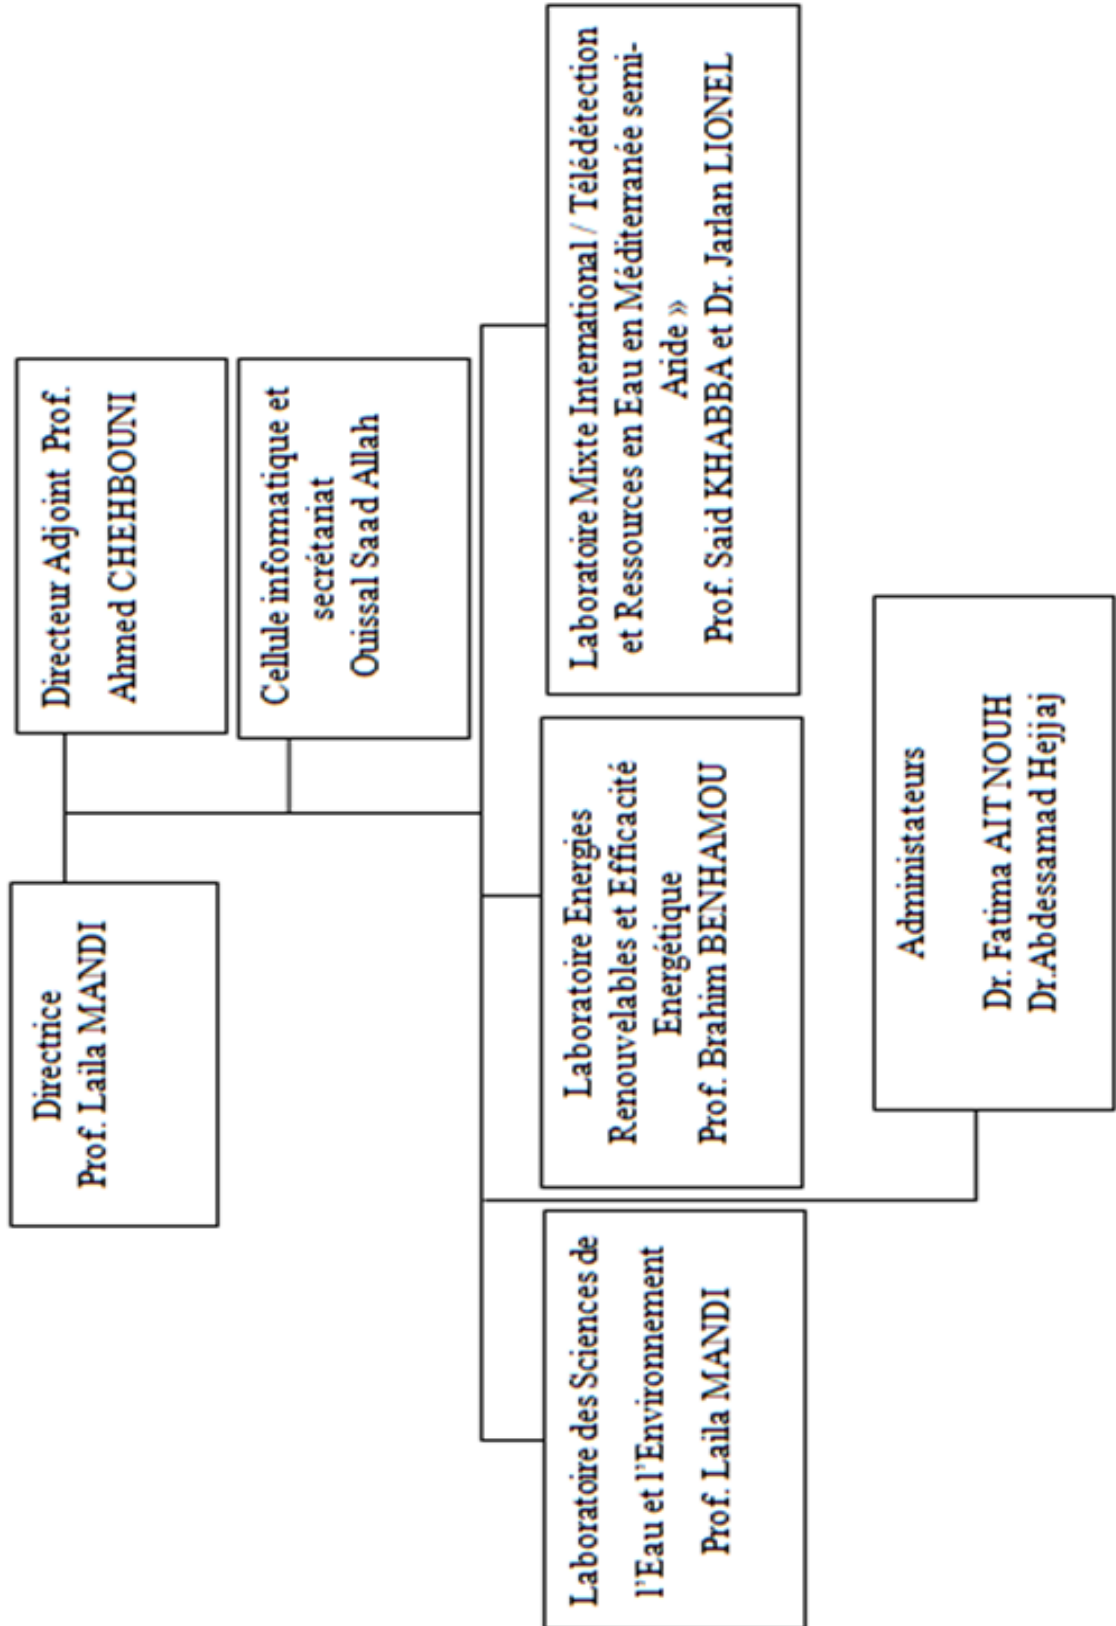 Directrice
Prof. Laila MANDI
Directeur Adjoint Prof.
Ahmed CHEHBOUNI
Cellule informatique et
secrétariat
Ouissal Saad Allah
Laboratoire des Sciences de
l'Eau et l'Environnement
Prof. Laila MANDI
Laboratoire Energies
Renouvelables et Efficacité
Energétique
Prof. Brahim BENHAMOU
Laboratoire Mixte International / Télédétection
et Ressources en Eau en Méditerranée semi-
Aride »
Prof. Said KHABBA et Dr. Jarlan LIONEL
Administateurs
Dr. Fatima AIT NOUH
Dr.Abdessamad Hejjaj